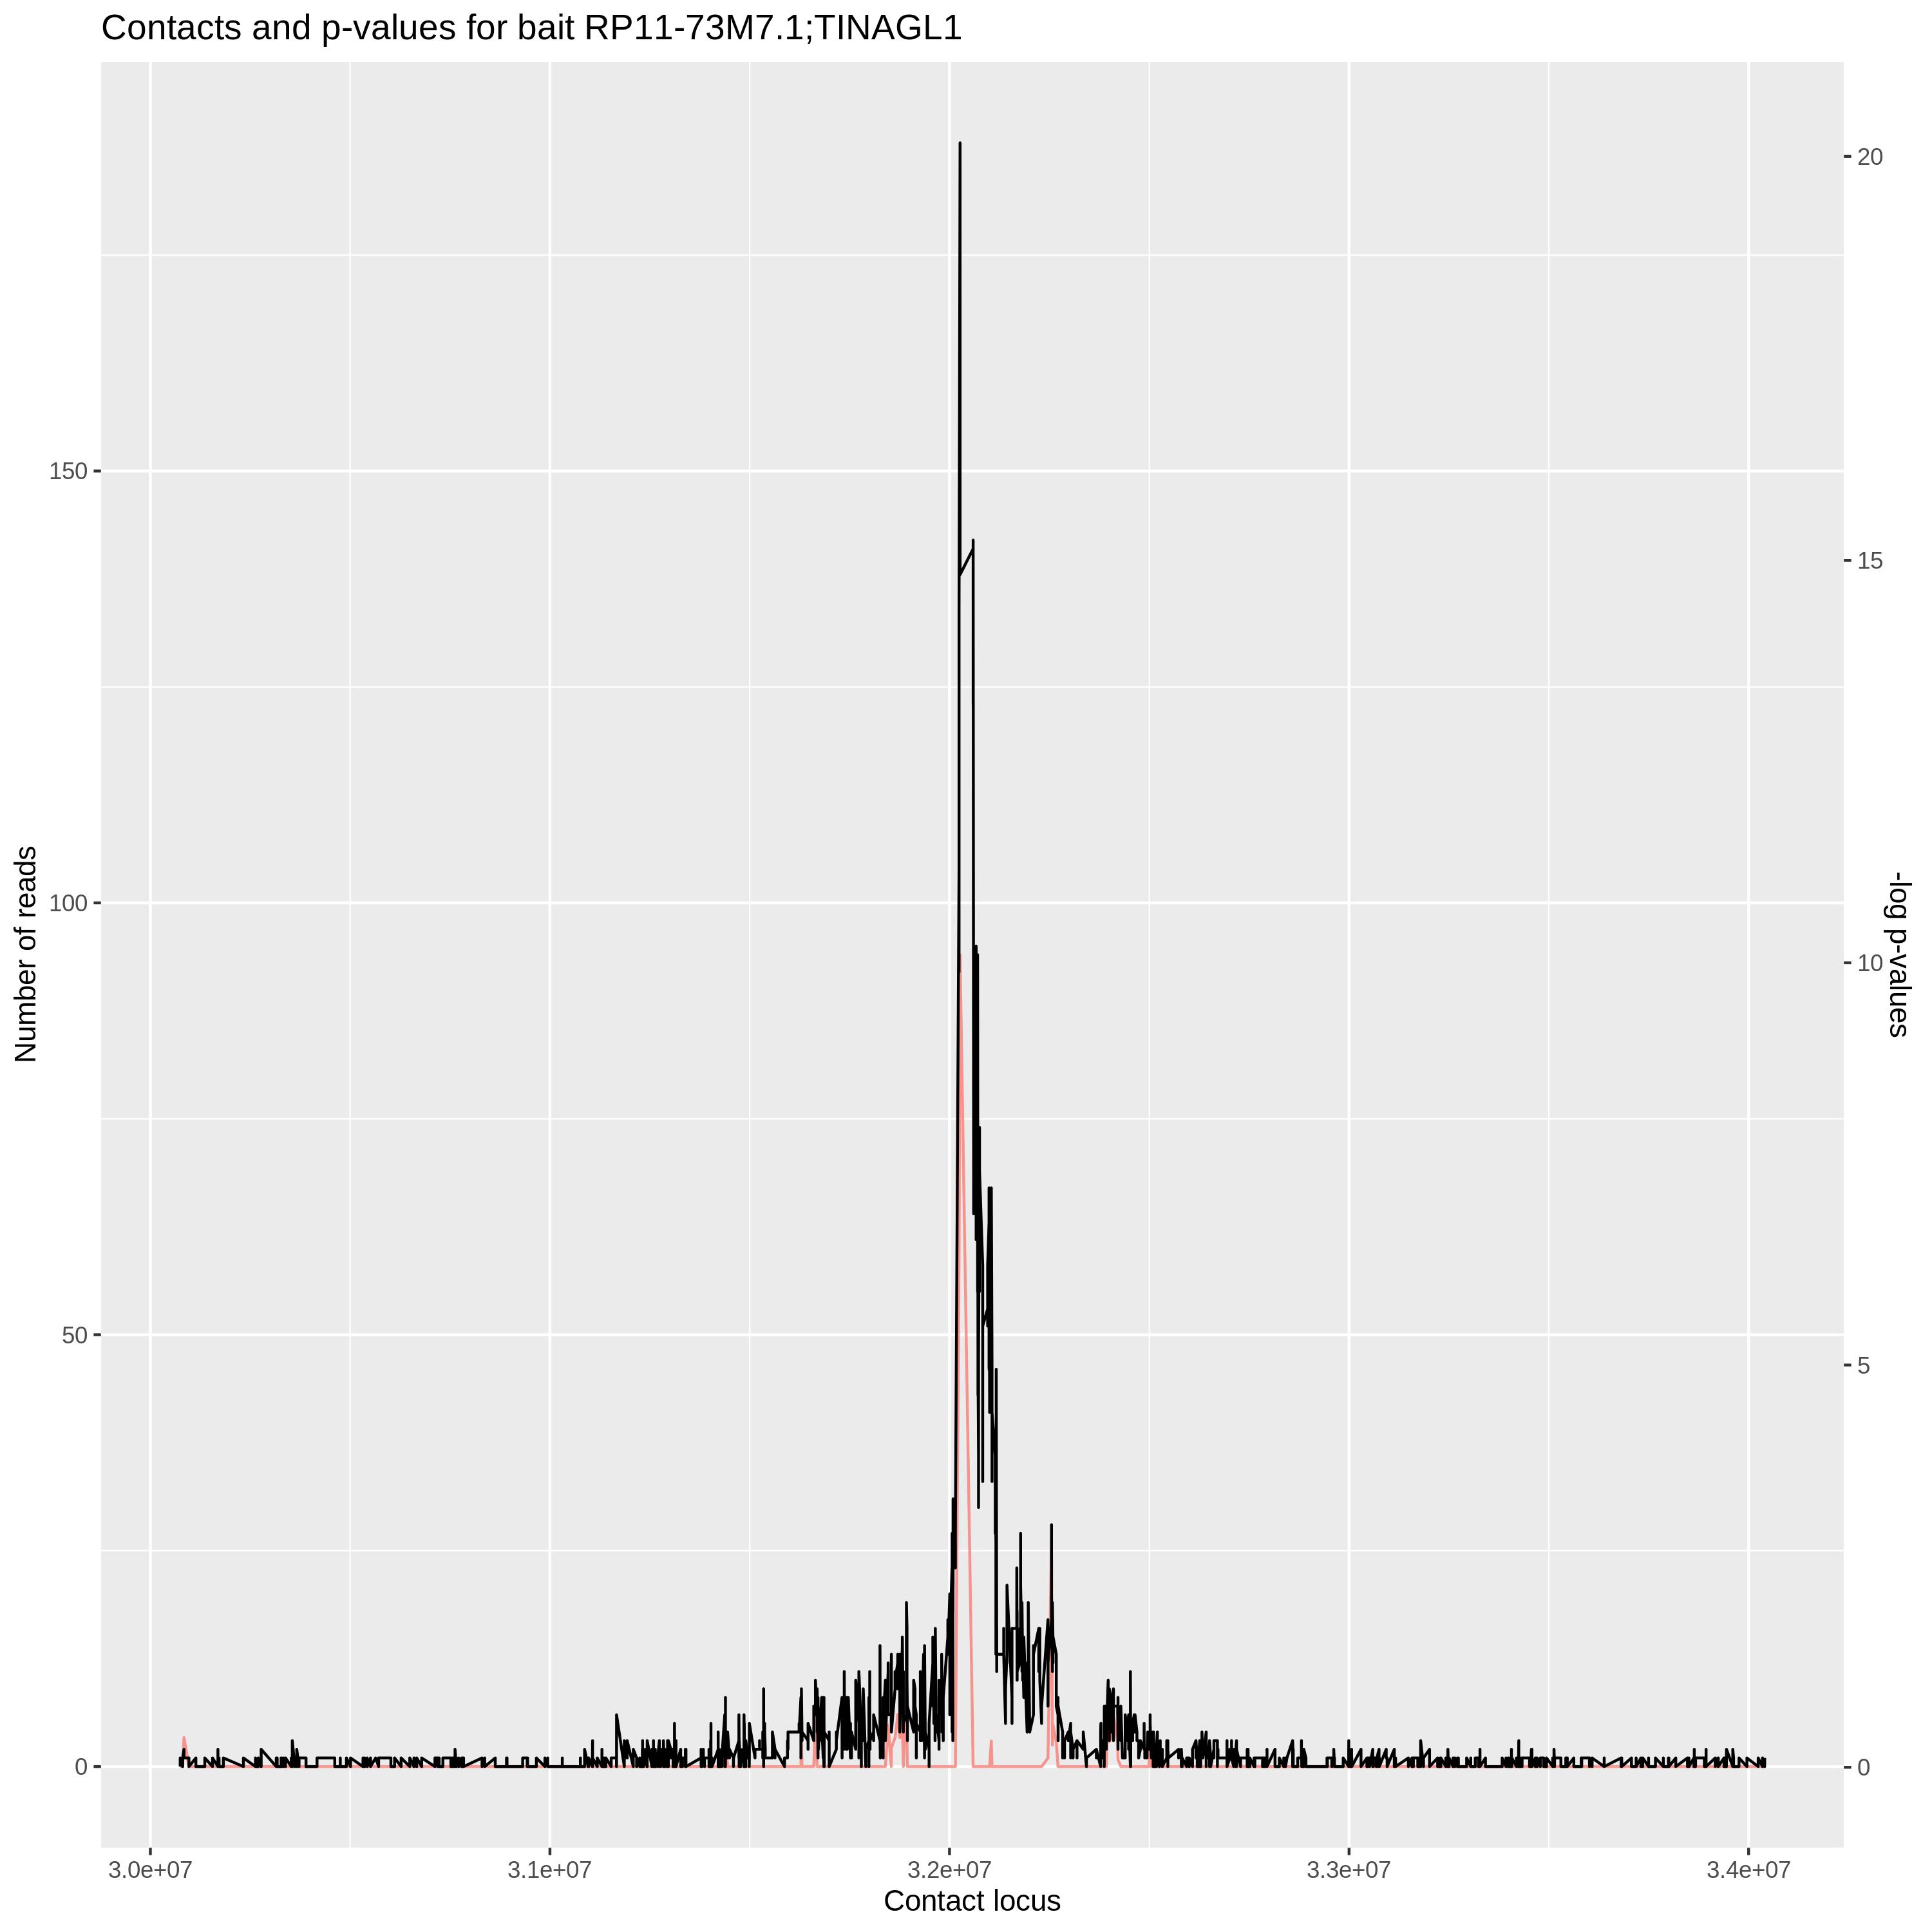 Contacts and p-values for bait RP11-73M7.1;TINAGL1
20
150
15
100
10
50
5
0
0
Number of reads
-log p-values
3.0e+07
3.1e+07
3.2e+07
3.3e+07
3.4e+07
Contact locus